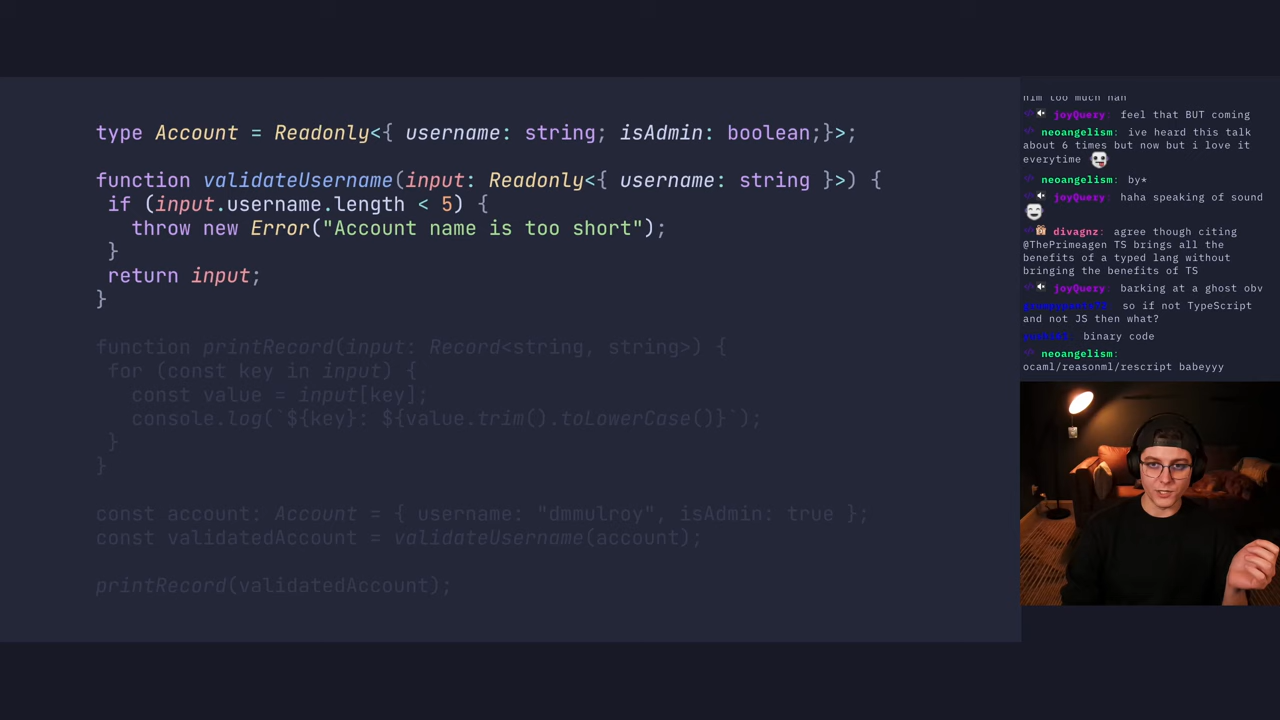 type Account = Readonly<{ username: string; isAdmin: boolean;}>;
function validateUsername(input: Readonly<{ username: string }>) {
if (input.username.length < 5) {
throw new Error("Account name is too short");
}
return input;
}
function printRecord(input: Record<string, string>) {
for (const key in input) {
const value = input[key];
console.log(`${key}: ${value.trim().toLowerCase()}`);
}
}
const account: Account = { username: "dmmulroy", isAdmin: true };
const validatedAccount = validateUsername(account);
printRecord(validatedAccount);
him too much hah
joyQuery: feel that BUT coming
neoangelism: ive heard this talk
about 6 times but now but i love it
everytime
neoangelism: by*
joyQuery: haha speaking of sound
divagnz: agree though citing
@ThePrimeagen TS brings all the
benefits of a typed lang without
bringing the benefits of TS
joyQuery: barking at a ghost obv
so if not TypeScript
and not JS then what?
binary code
neoangelism:
ocaml/reasonml/rescript babeyyy